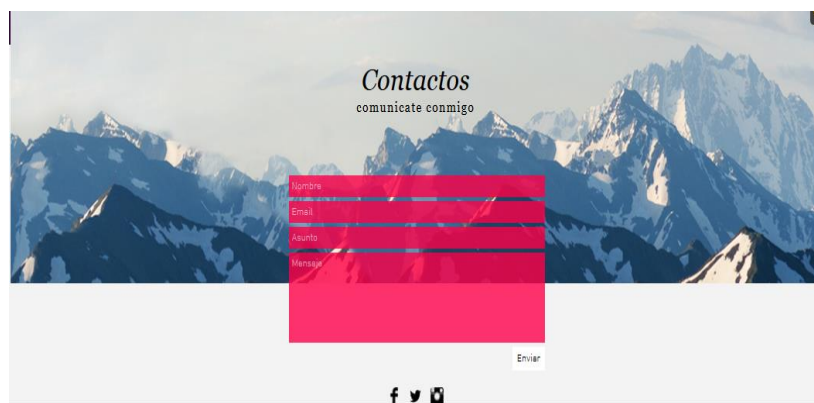 Contactos
comunicate conmigo
Nombre
Email
Asunto
Mensaje
Enviar